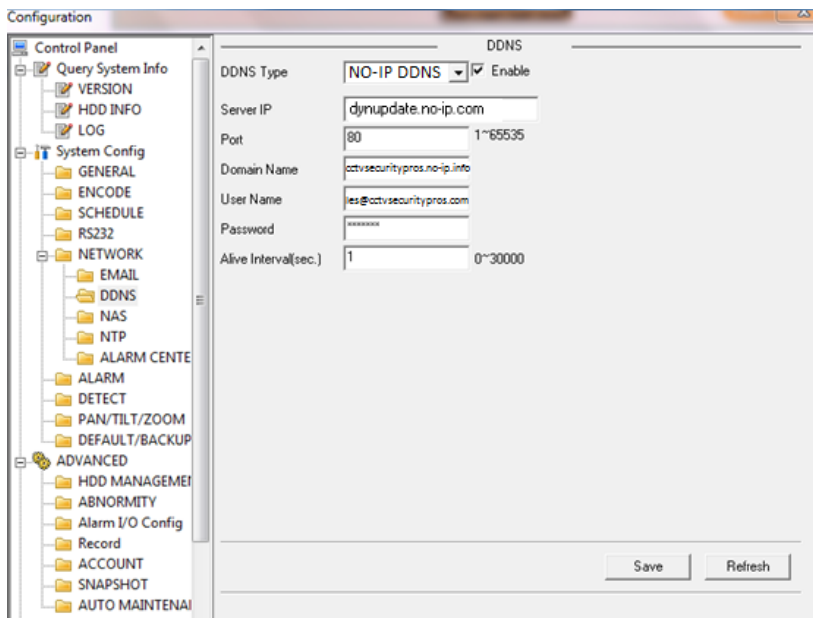 Configuration
Control Panel
Query System Info
VERSION
HDD INFO
LOG
System Config
GENERAL
ENCODE
SCHEDULE
RS232
NETWORK
EMAIL
DDNS
NAS
NTP
ALARM CENTE
ALARM
DETECT
PAN/TILT/ZOOM
DEFAULT/BACKUP
ADVANCED
HDD MANAGEMEN
ABNORMITY
Alarm I/O Config
Record
ACCOUNT
SNAPSHOT
AUTO MAINTENAI
DDNS
DDNS Type NO-IP DDNS Enable
Server IP dynupdate.no-ip.com
Port 80 1~65535
Domain Name cctvsecuritypros.no-ip.info
User Name les@cctvsecuritypros.com
Password *******
Alive Interval(sec.) 1 0~30000
Save Refresh